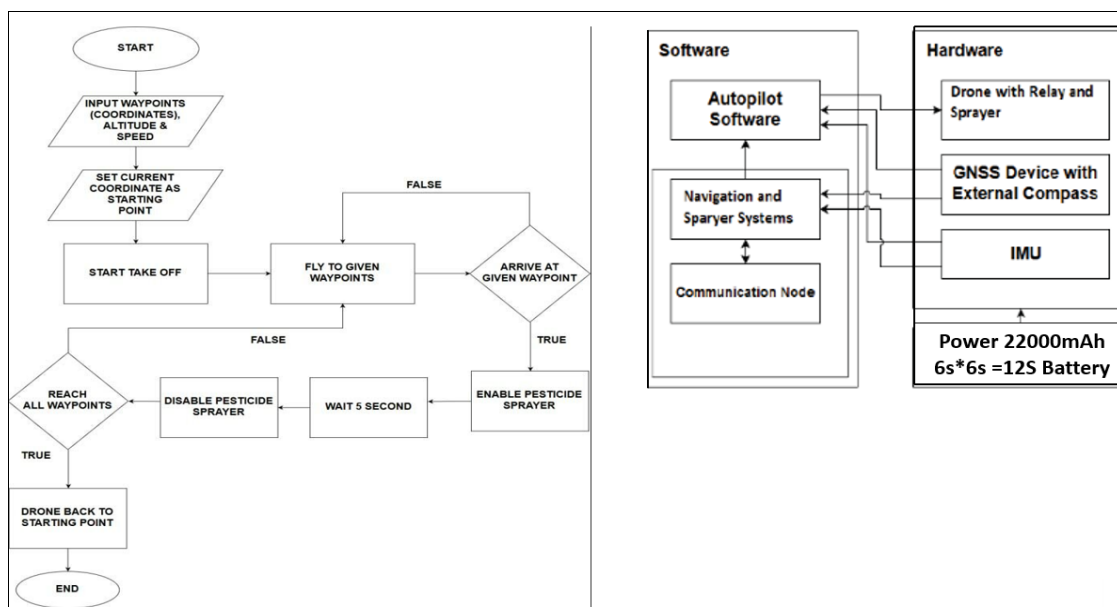 START
INPUT WAYPOINTS
(COORDINATES),
ALTITUDE &
SPEED
SET CURRENT
COORDINATE AS
STARTING
POINT
START TAKE OFF
FLY TO GIVEN
WAYPOINTS
FALSE
ARRIVE AT
GIVEN WAYPOINT
TRUE
ENABLE PESTICIDE
SPRAYER
WAIT 5 SECOND
DISABLE PESTICIDE
SPRAYER
REACH
ALL WAYPOINTS
FALSE
TRUE
DRONE BACK TO
STARTING POINT
END
Software
Autopilot
Software
Navigation and
Sparyer Systems
Communication Node
Hardware
Drone with Relay and
Sprayer
GNSS Device with
External Compass
IMU
Power 22000mAh
6s*6s =12S Battery